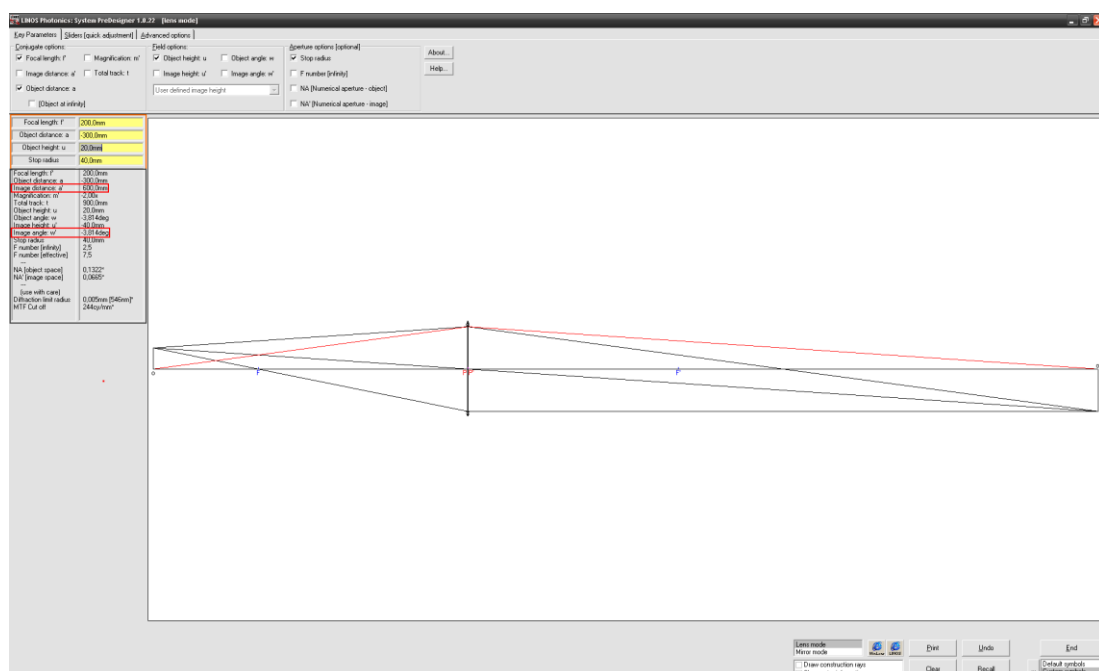 LINOS Photonics: System PreDesigner 1.0.22 [lens mode]
Key Parameters Sliders [quick adjustment] Advanced options
Conjugate options: Field options: Aperture options [optional]
Focal length: f' Magnification: m' Object height: u Object angle: w Stop radius About...
Image distance: a' Total track: t Image height: u' Image angle: w' F number [infinity] Help...
Object distance: a User defined image height NA [Numerical aperture - object]
[Object at infinity] NA' [Numerical aperture - image]
Focal length: f' 200,0mm
Object distance: a -300,0mm
Object height: u 20,0mm
Stop radius 40,0mm
Focal length: f' 200,0mm
Object distance: a -300,0mm
Image distance: a' 600,0mm
Magnification: m' -2,00x
Total track: t 900,0mm
Object height: u 20,0mm
Object angle: w -3,814deg
Image height: u' -40,0mm
Image angle: w' -3,814deg
Stop radius 40,0mm
F number [infinity] 2,5
F number [effective] 7,5
---
NA [object space] 0,1322*
NA' [image space] 0,0665*
---
[use with care]
Diffraction limit radius 0,005mm [546nm]*
MTF Cut off 244cy/mm*
O F F'
Lens mode
Mirror mode
LINOS Print Undo End
Draw construction rays
Clear Recall
Default symbols